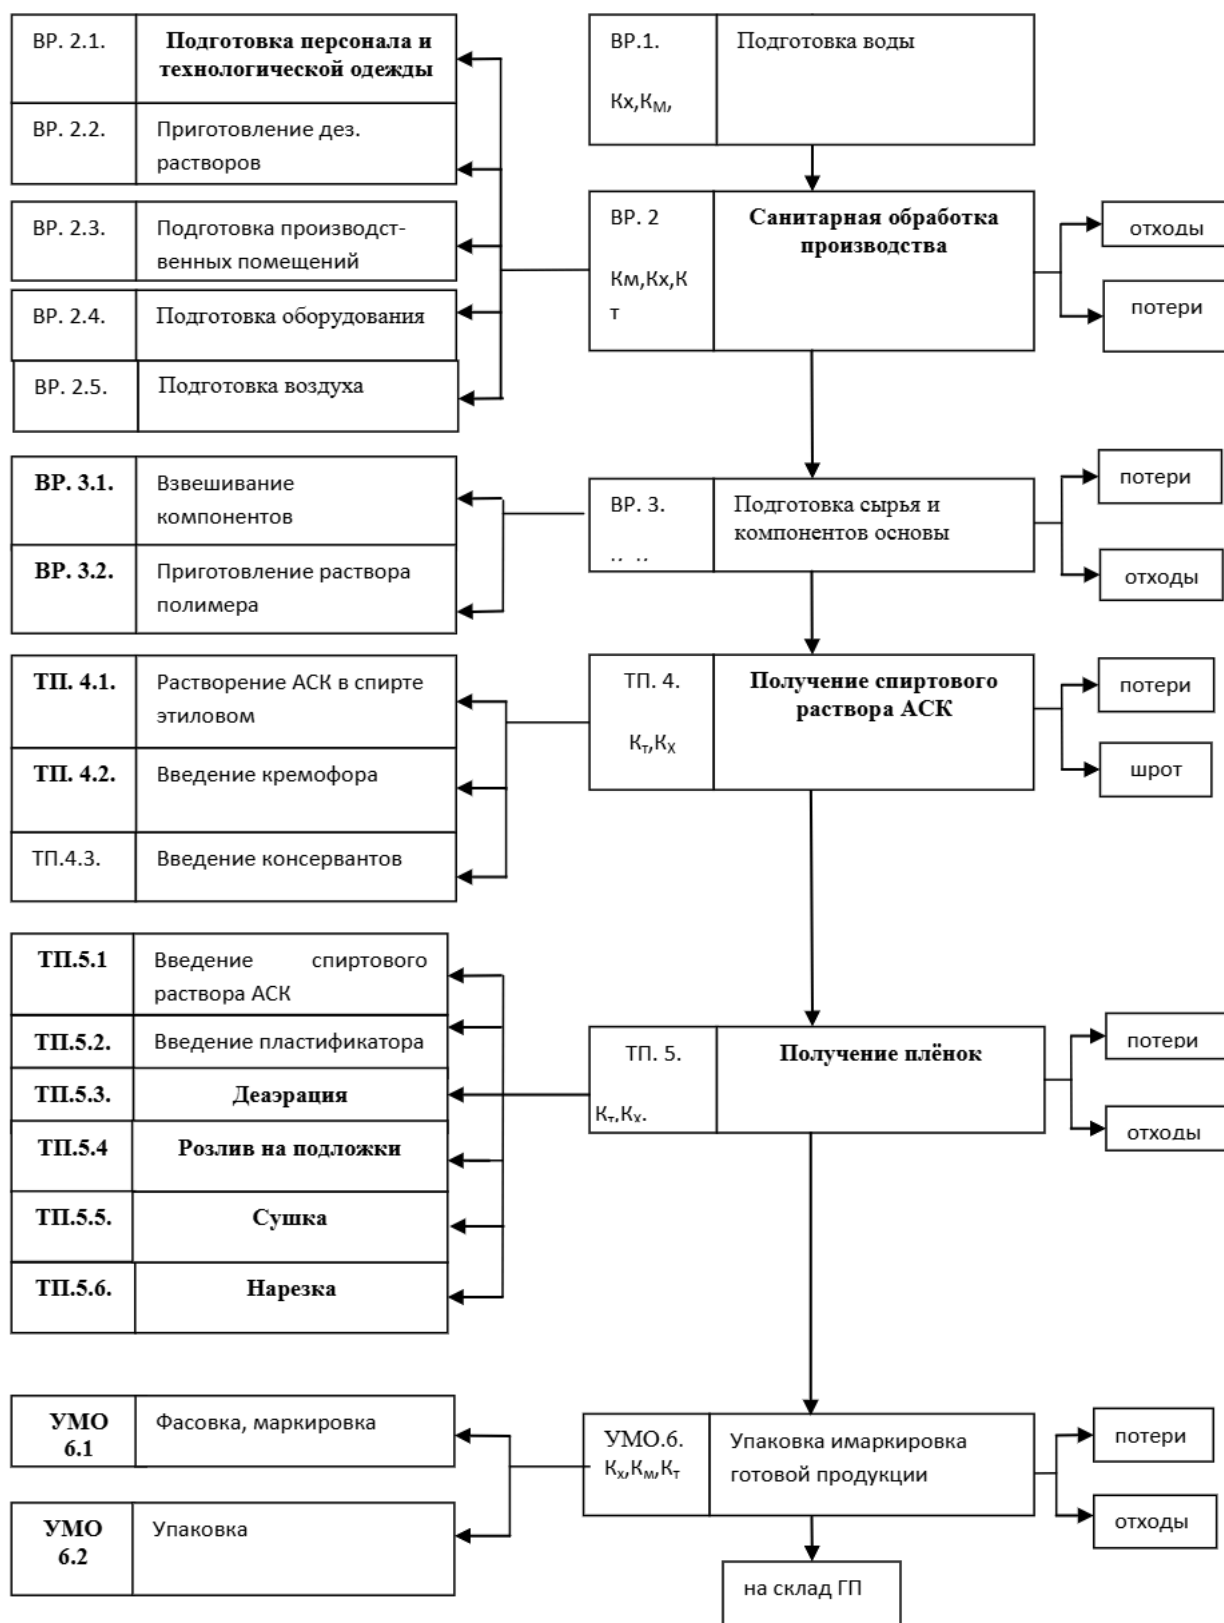 ВР. 2.1. Подготовка персонала и
технологической одежды
ВР. 2.2. Приготовление дез.
растворов
ВР. 2.3. Подготовка производст-
венных помещений
ВР. 2.4. Подготовка оборудования
ВР. 2.5. Подготовка воздуха
ВР.1. Подготовка воды
Кх,КМ,
ВР. 2 Санитарная обработка
производства
Км,Кх,К
т
отходы
потери
ВР. 3.1. Взвешивание
компонентов
ВР. 3.2. Приготовление раствора
полимера
ВР. 3. Подготовка сырья и
компонентов основы
потери
отходы
ТП. 4.1. Растворение АСК в спирте
этиловом
ТП. 4.2. Введение кремофора
ТП.4.3. Введение консервантов
ТП. 4. Получение спиртового
раствора АСК
Кт,КХ
потери
шрот
ТП.5.1 Введение спиртового
раствора АСК
ТП.5.2. Введение пластификатора
ТП.5.3. Деаэрация
ТП.5.4 Розлив на подложки
ТП.5.5. Сушка
ТП.5.6. Нарезка
ТП. 5. Получение плёнок
Кт,Кх.
потери
отходы
УМО
6.1
Фасовка, маркировка
УМО
6.2
Упаковка
УМО.6. Упаковка имаркировка
Кх,Км,Кт готовой продукции
потери
отходы
на склад ГП